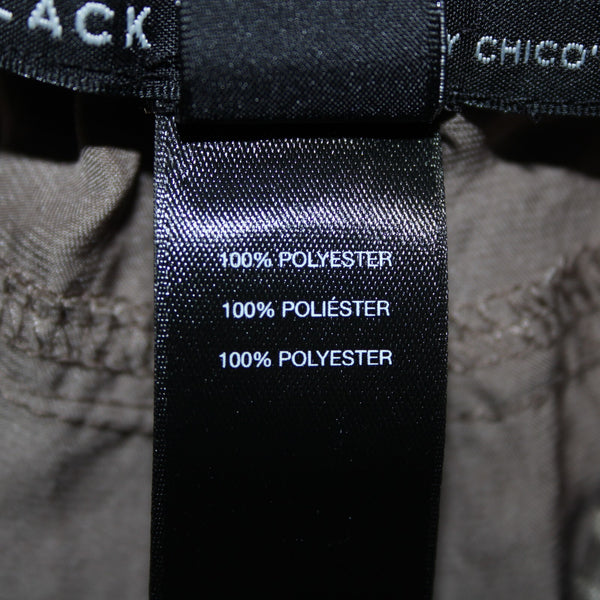 ACK
Y CHICO'
100% POLYESTER
100% POLIÉSTER
100% POLYESTER